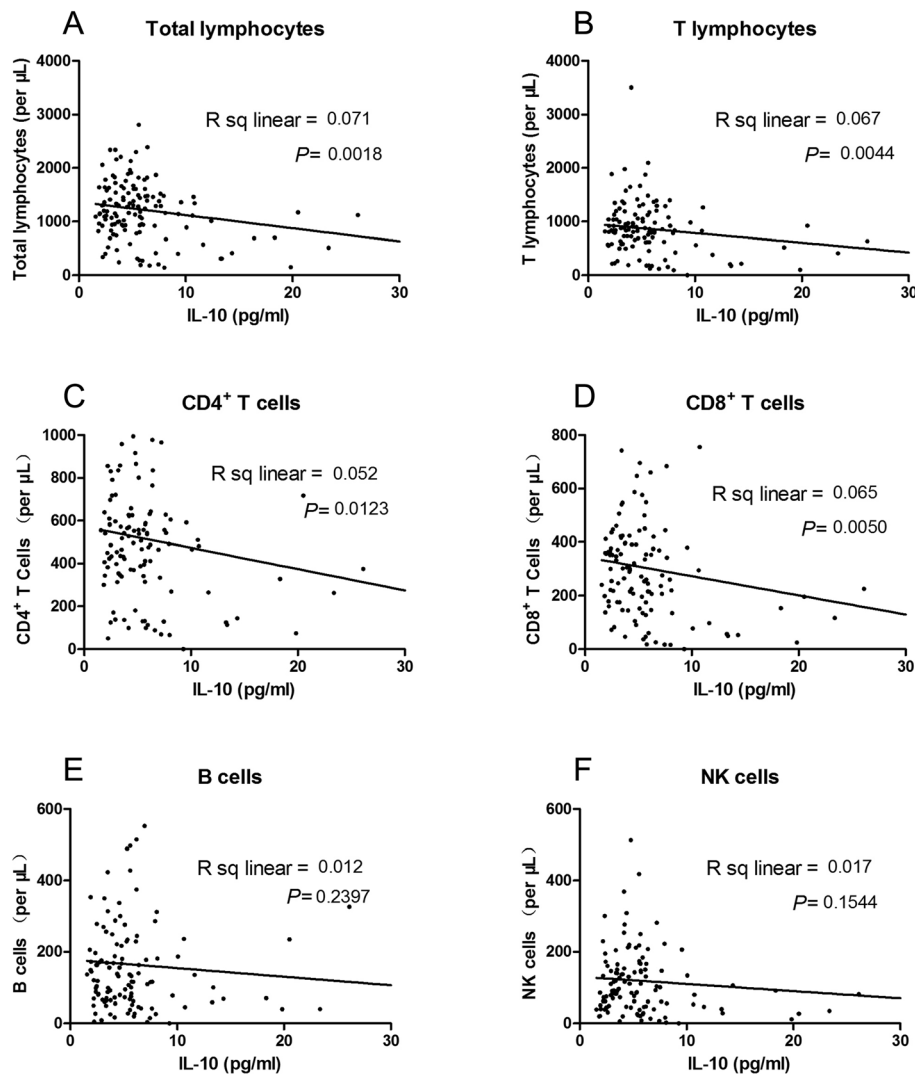 A
Total lymphocytes
Total lymphocytes (per µL)
4000
3000
2000
1000
0
R sq linear = 0.071
P= 0.0018
0
10
20
30
IL-10 (pg/ml)
B
T lymphocytes
T lymphocytes (per µL)
4000
3000
2000
1000
0
R sq linear = 0.067
P= 0.0044
0
10
20
30
IL-10 (pg/ml)
C
CD4⁺ T cells
CD4⁺ T Cells（per µL)
1000
800
600
400
200
0
R sq linear = 0.052
P= 0.0123
0
10
20
30
IL-10 (pg/ml)
D
CD8⁺ T cells
CD8⁺ T Cells（per µL)
800
600
400
200
0
R sq linear = 0.065
P= 0.0050
0
10
20
30
IL-10 (pg/ml)
E
B cells
B cells（per µL)
600
400
200
0
R sq linear = 0.012
P= 0.2397
0
10
20
30
IL-10 (pg/ml)
F
NK cells
NK cells（per µL)
600
400
200
0
R sq linear = 0.017
P= 0.1544
0
10
20
30
IL-10 (pg/ml)